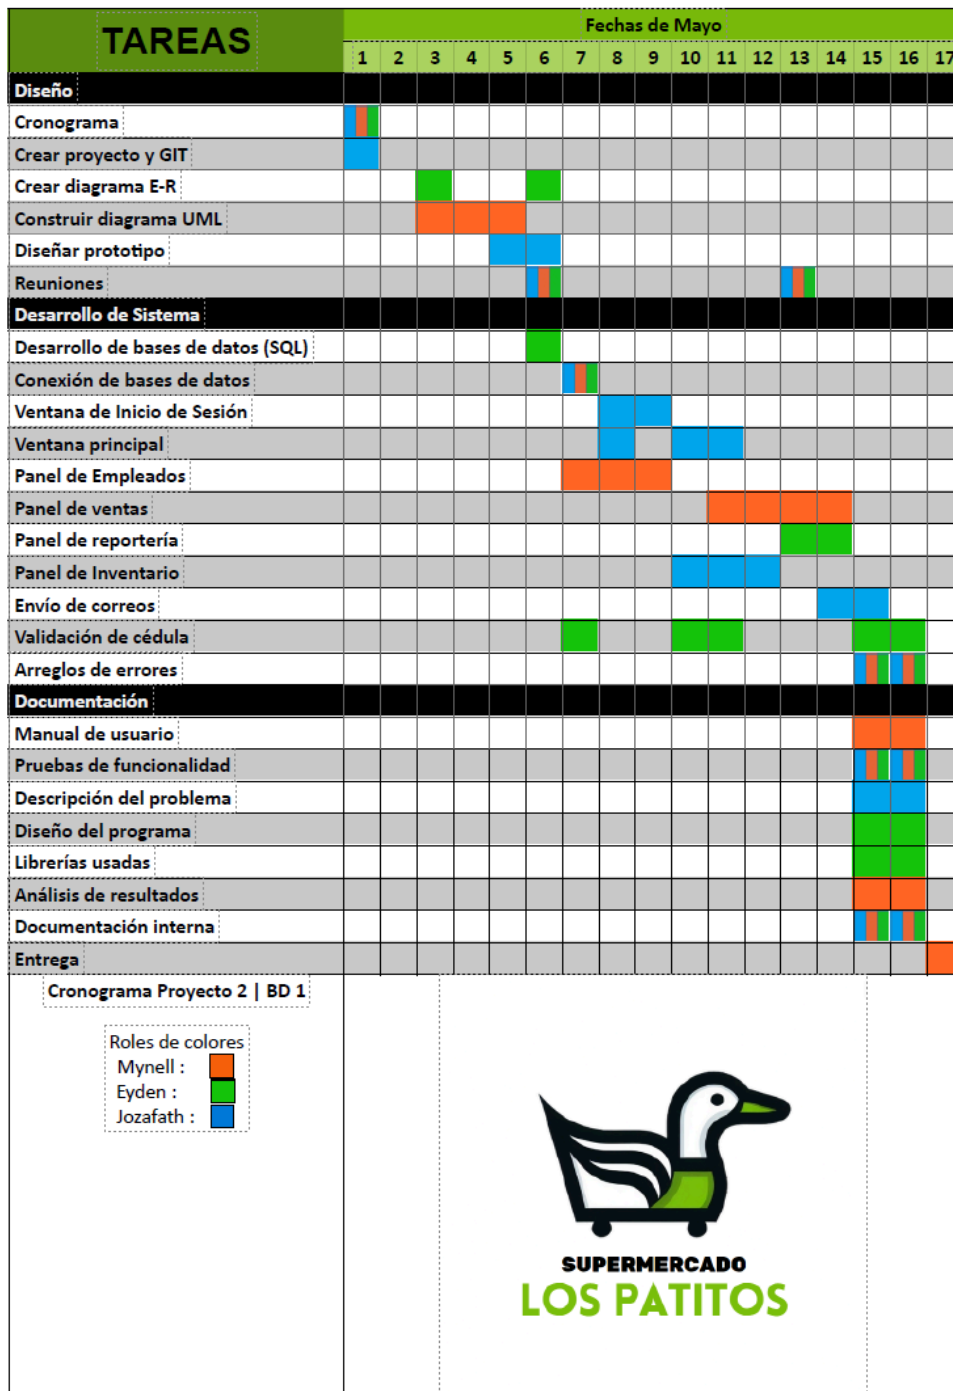 TAREAS
Fechas de Mayo
1 2 3 4 5 6 7 8 9 10 11 12 13 14 15 16 17
Diseño
Cronograma
Crear proyecto y GIT
Crear diagrama E-R
Construir diagrama UML
Diseñar prototipo
Reuniones
Desarrollo de Sistema
Desarrollo de bases de datos (SQL)
Conexión de bases de datos
Ventana de Inicio de Sesión
Ventana principal
Panel de Empleados
Panel de ventas
Panel de reportería
Panel de Inventario
Envío de correos
Validación de cédula
Arreglos de errores
Documentación
Manual de usuario
Pruebas de funcionalidad
Descripción del problema
Diseño del programa
Librerías usadas
Análisis de resultados
Documentación interna
Entrega
Cronograma Proyecto 2 | BD 1
Roles de colores
Mynell :
Eyden :
Jozafath :
SUPERMERCADO
LOS PATITOS